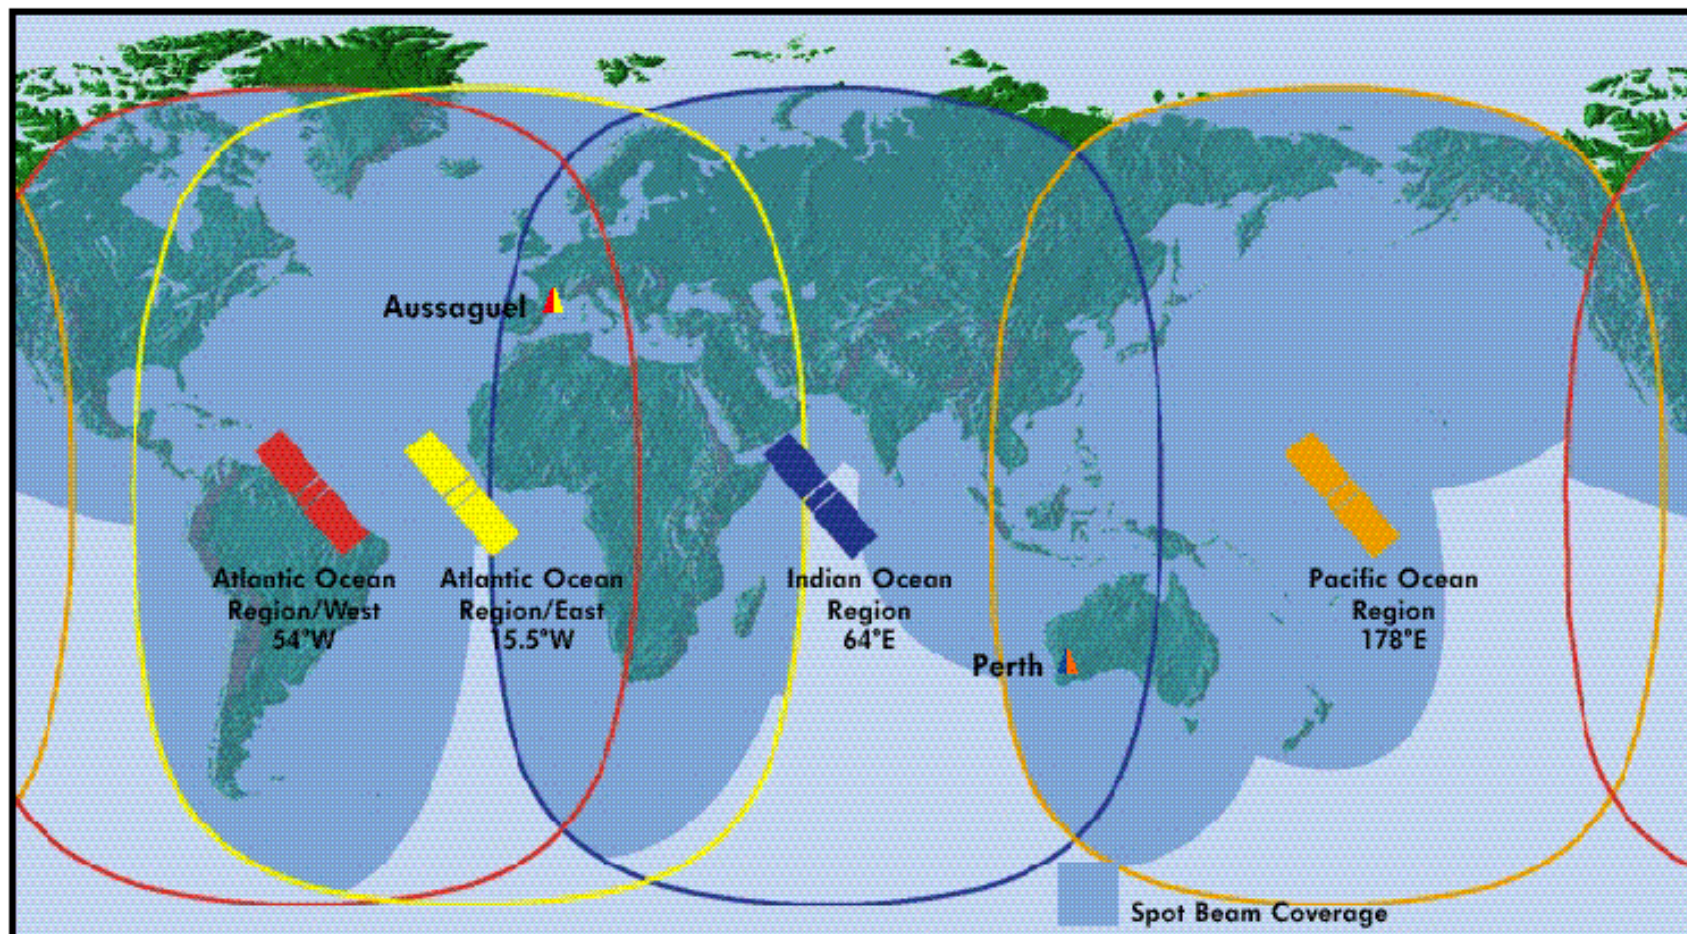 Aussaguel
Atlantic Ocean
Region/West
54°W
Atlantic Ocean
Region/East
15.5°W
Indian Ocean
Region
64°E
Pacific Ocean
Region
178°E
Perth
Spot Beam Coverage